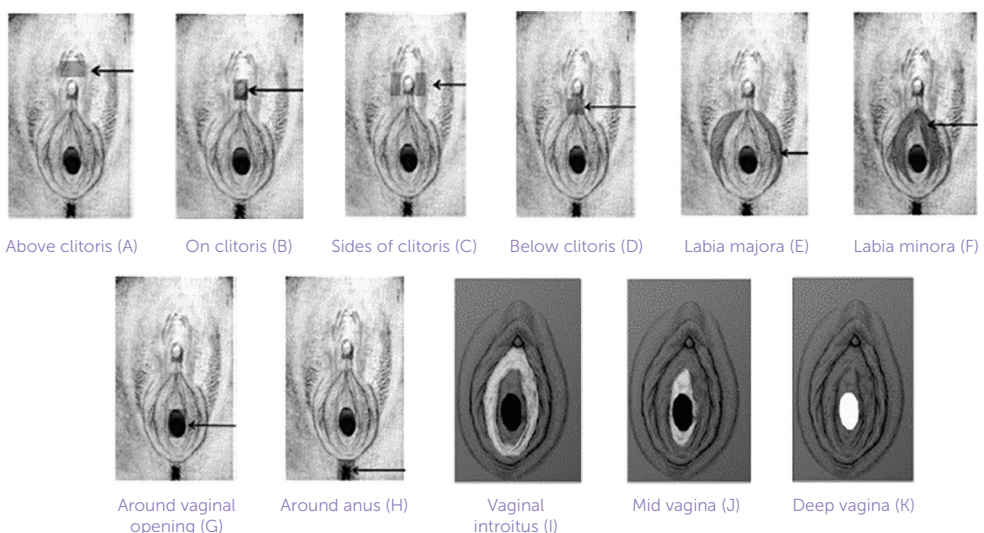 Above clitoris (A)
On clitoris (B)
Sides of clitoris (C)
Below clitoris (D)
Labia majora (E)
Labia minora (F)
Around vaginal
opening (G)
Around anus (H)
Vaginal
introitus (I)
Mid vagina (J)
Deep vagina (K)